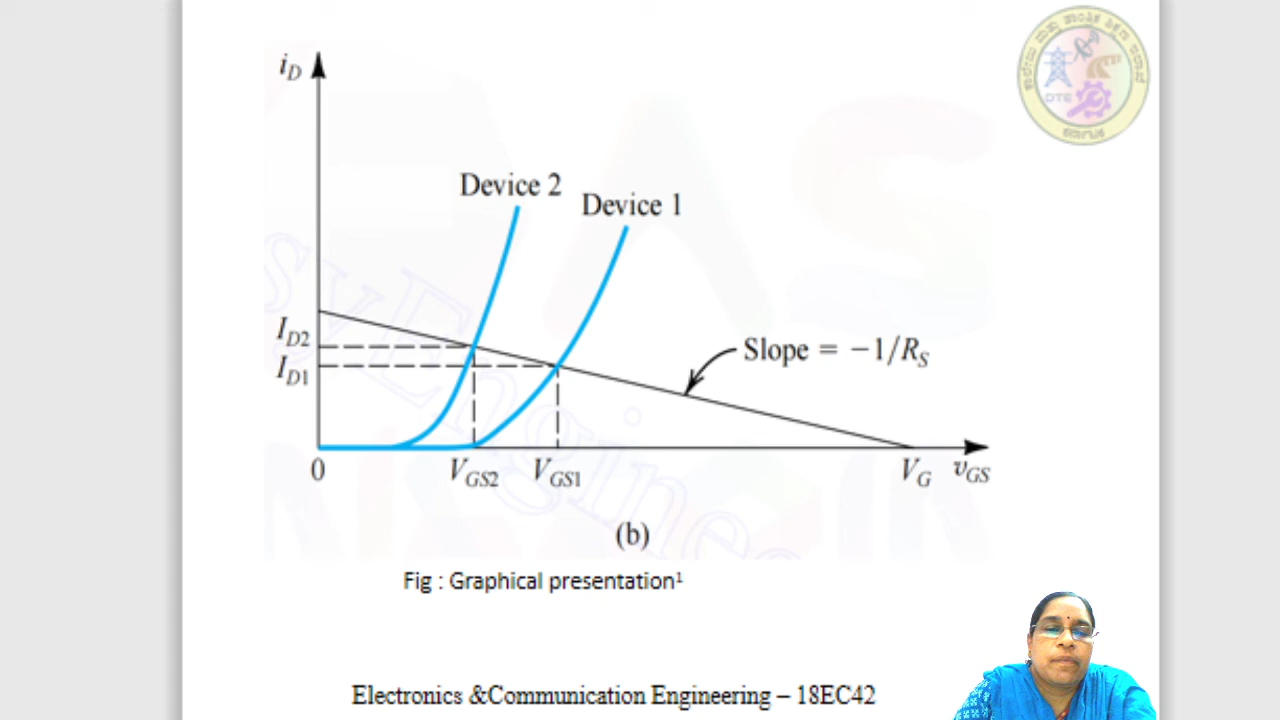 i_D
Device 2
Device 1
I_D2
I_D1
Slope = −1/R_S
0
V_GS2
V_GS1
V_G
v_GS
(b)
Fig : Graphical presentation¹
Electronics &Communication Engineering – 18EC42
DTE